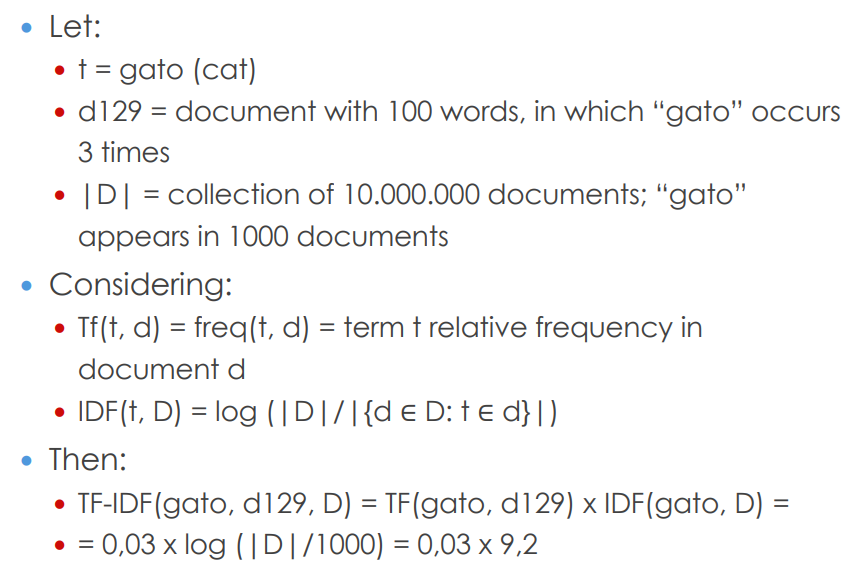 • Let:
• t = gato (cat)
• d129 = document with 100 words, in which “gato” occurs
3 times
• |D| = collection of 10.000.000 documents; “gato”
appears in 1000 documents
• Considering:
• Tf(t, d) = freq(t, d) = term t relative frequency in
document d
• IDF(t, D) = log (|D|/|{d ∈ D: t ∈ d}|)
• Then:
• TF-IDF(gato, d129, D) = TF(gato, d129) x IDF(gato, D) =
• = 0,03 x log (|D|/1000) = 0,03 x 9,2